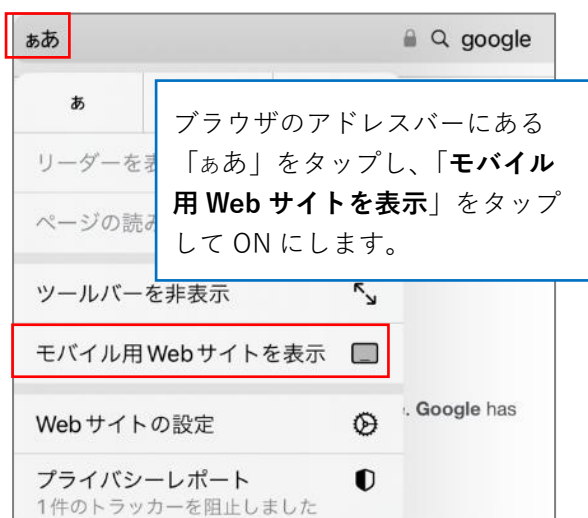 ぁあ
google
あ
リーダーを表
ページの読み
ブラウザのアドレスバーにある
「ぁあ」をタップし、「モバイル
用 Web サイトを表示」をタップ
して ON にします。
ツールバーを非表示
モバイル用Webサイトを表示
. Google has
Webサイトの設定
プライバシーレポート
1件のトラッカーを阻止しました